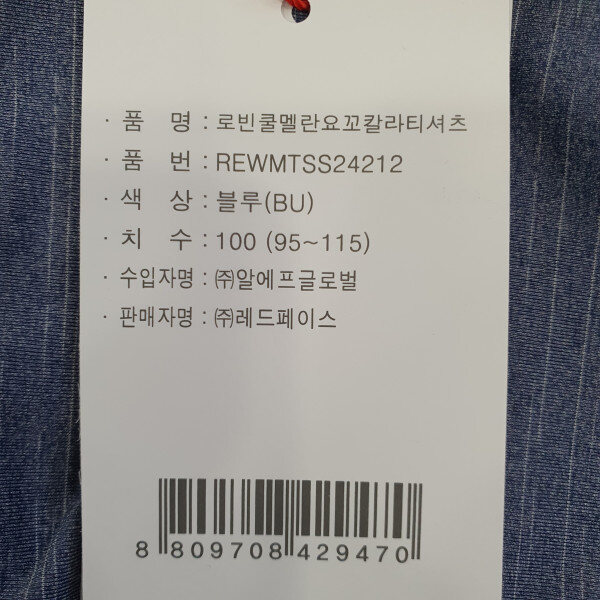 · 품 명 : 로빈쿨멜란요꼬칼라티셔츠
· 품 번 : REWMTSS24212
· 색 상 : 블루(BU)
· 치 수 : 100 (95~115)
· 수입자명 : ㈜알에프글로벌
· 판매자명 : ㈜레드페이스
8 809708 429470